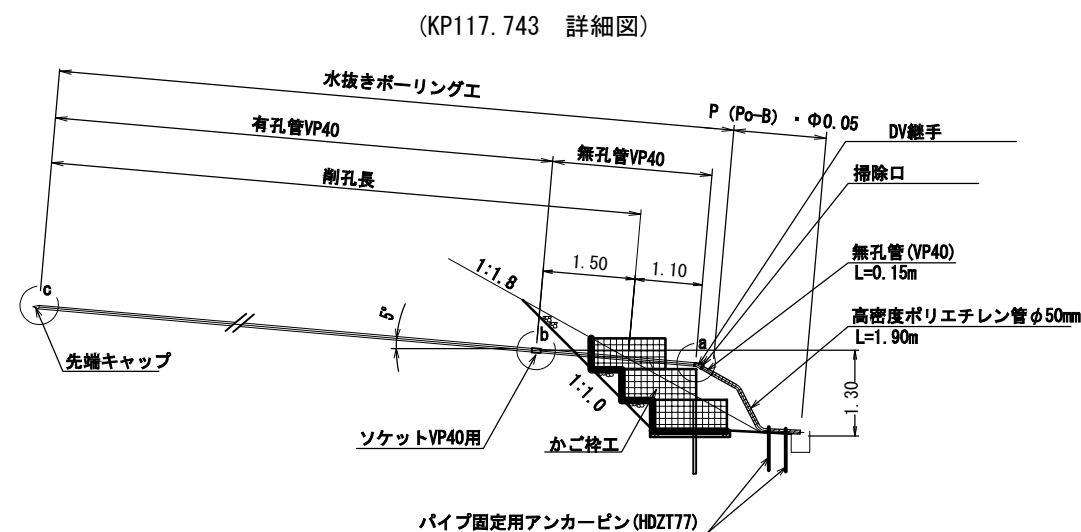 (KP117.743 詳細図)
水抜きボーリング工
P (Po-B) ・Φ0.05
DV継手
有孔管VP40
無孔管VP40
掃除口
削孔長
無孔管(VP40)
L=0.15m
1.50
1.10
1:1.8
c
5°
b
a
高密度ポリエチレン管φ50mm
L=1.90m
先端キャップ
1:1.0
1.30
ソケットVP40用
かご枠工
パイプ固定用アンカーピン(HDZT77)